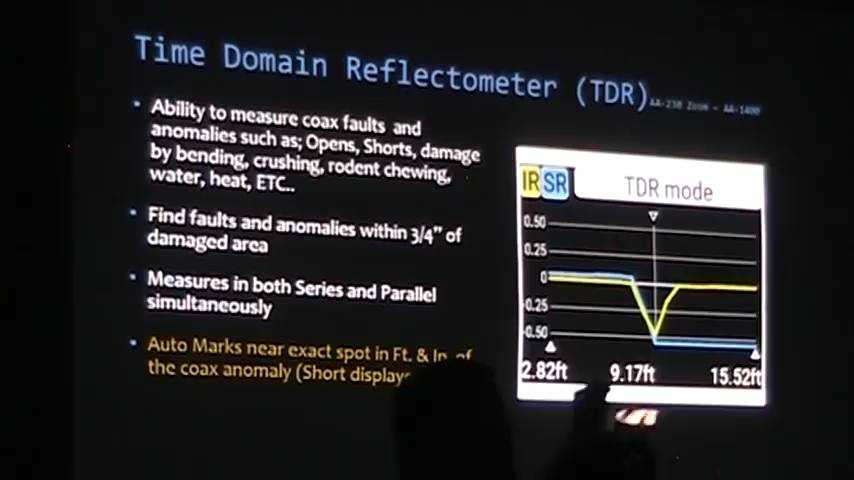 Time Domain Reflectometer (TDR) AA-230 Zoom - AA-1400
• Ability to measure coax faults and
anomalies such as; Opens, Shorts, damage
by bending, crushing, rodent chewing,
water, heat, ETC..
• Find faults and anomalies within 3/4" of
damaged area
• Measures in both Series and Parallel
simultaneously
• Auto Marks near exact spot in Ft. & In. of
the coax anomaly (Short
IR SR TDR mode
0.50
0.25
0
-0.25
-0.50
2.82ft 9.17ft 15.52ft